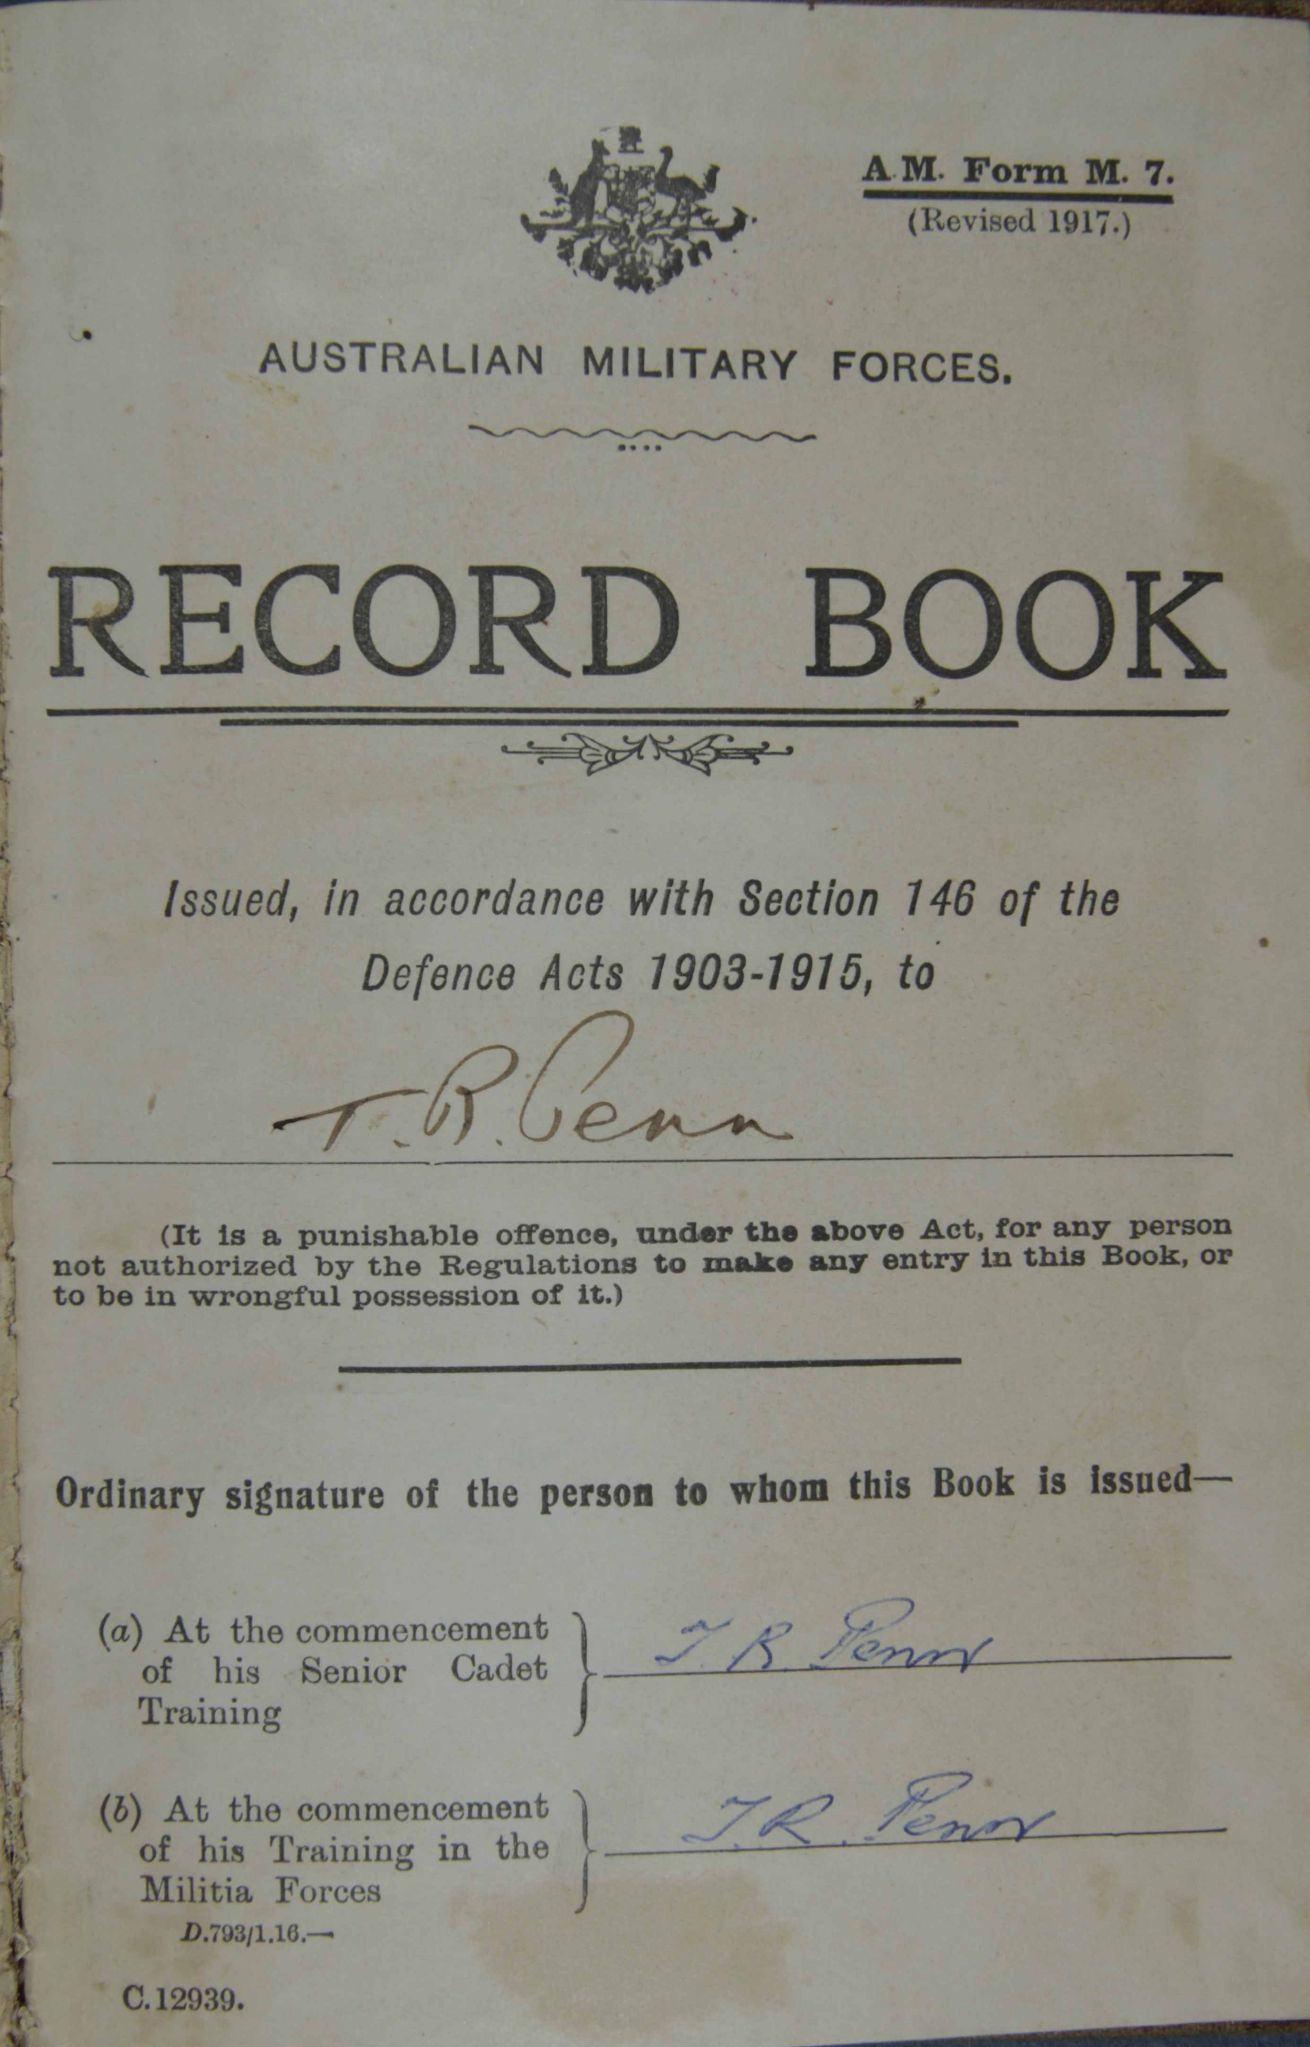 A.M. Form M. 7.
(Revised 1917.)
AUSTRALIAN MILITARY FORCES.
RECORD BOOK
Issued, in accordance with Section 146 of the
Defence Acts 1903-1915, to
T. R. Penn
(It is a punishable offence, under the above Act, for any person
not authorized by the Regulations to make any entry in this Book, or
to be in wrongful possession of it.)
Ordinary signature of the person to whom this Book is issued—
(a) At the commencement
of his Senior Cadet
Training
T. R. Penn
(b) At the commencement
of his Training in the
Militia Forces
T. R. Penn
D.793/1.16.—
C.12939.